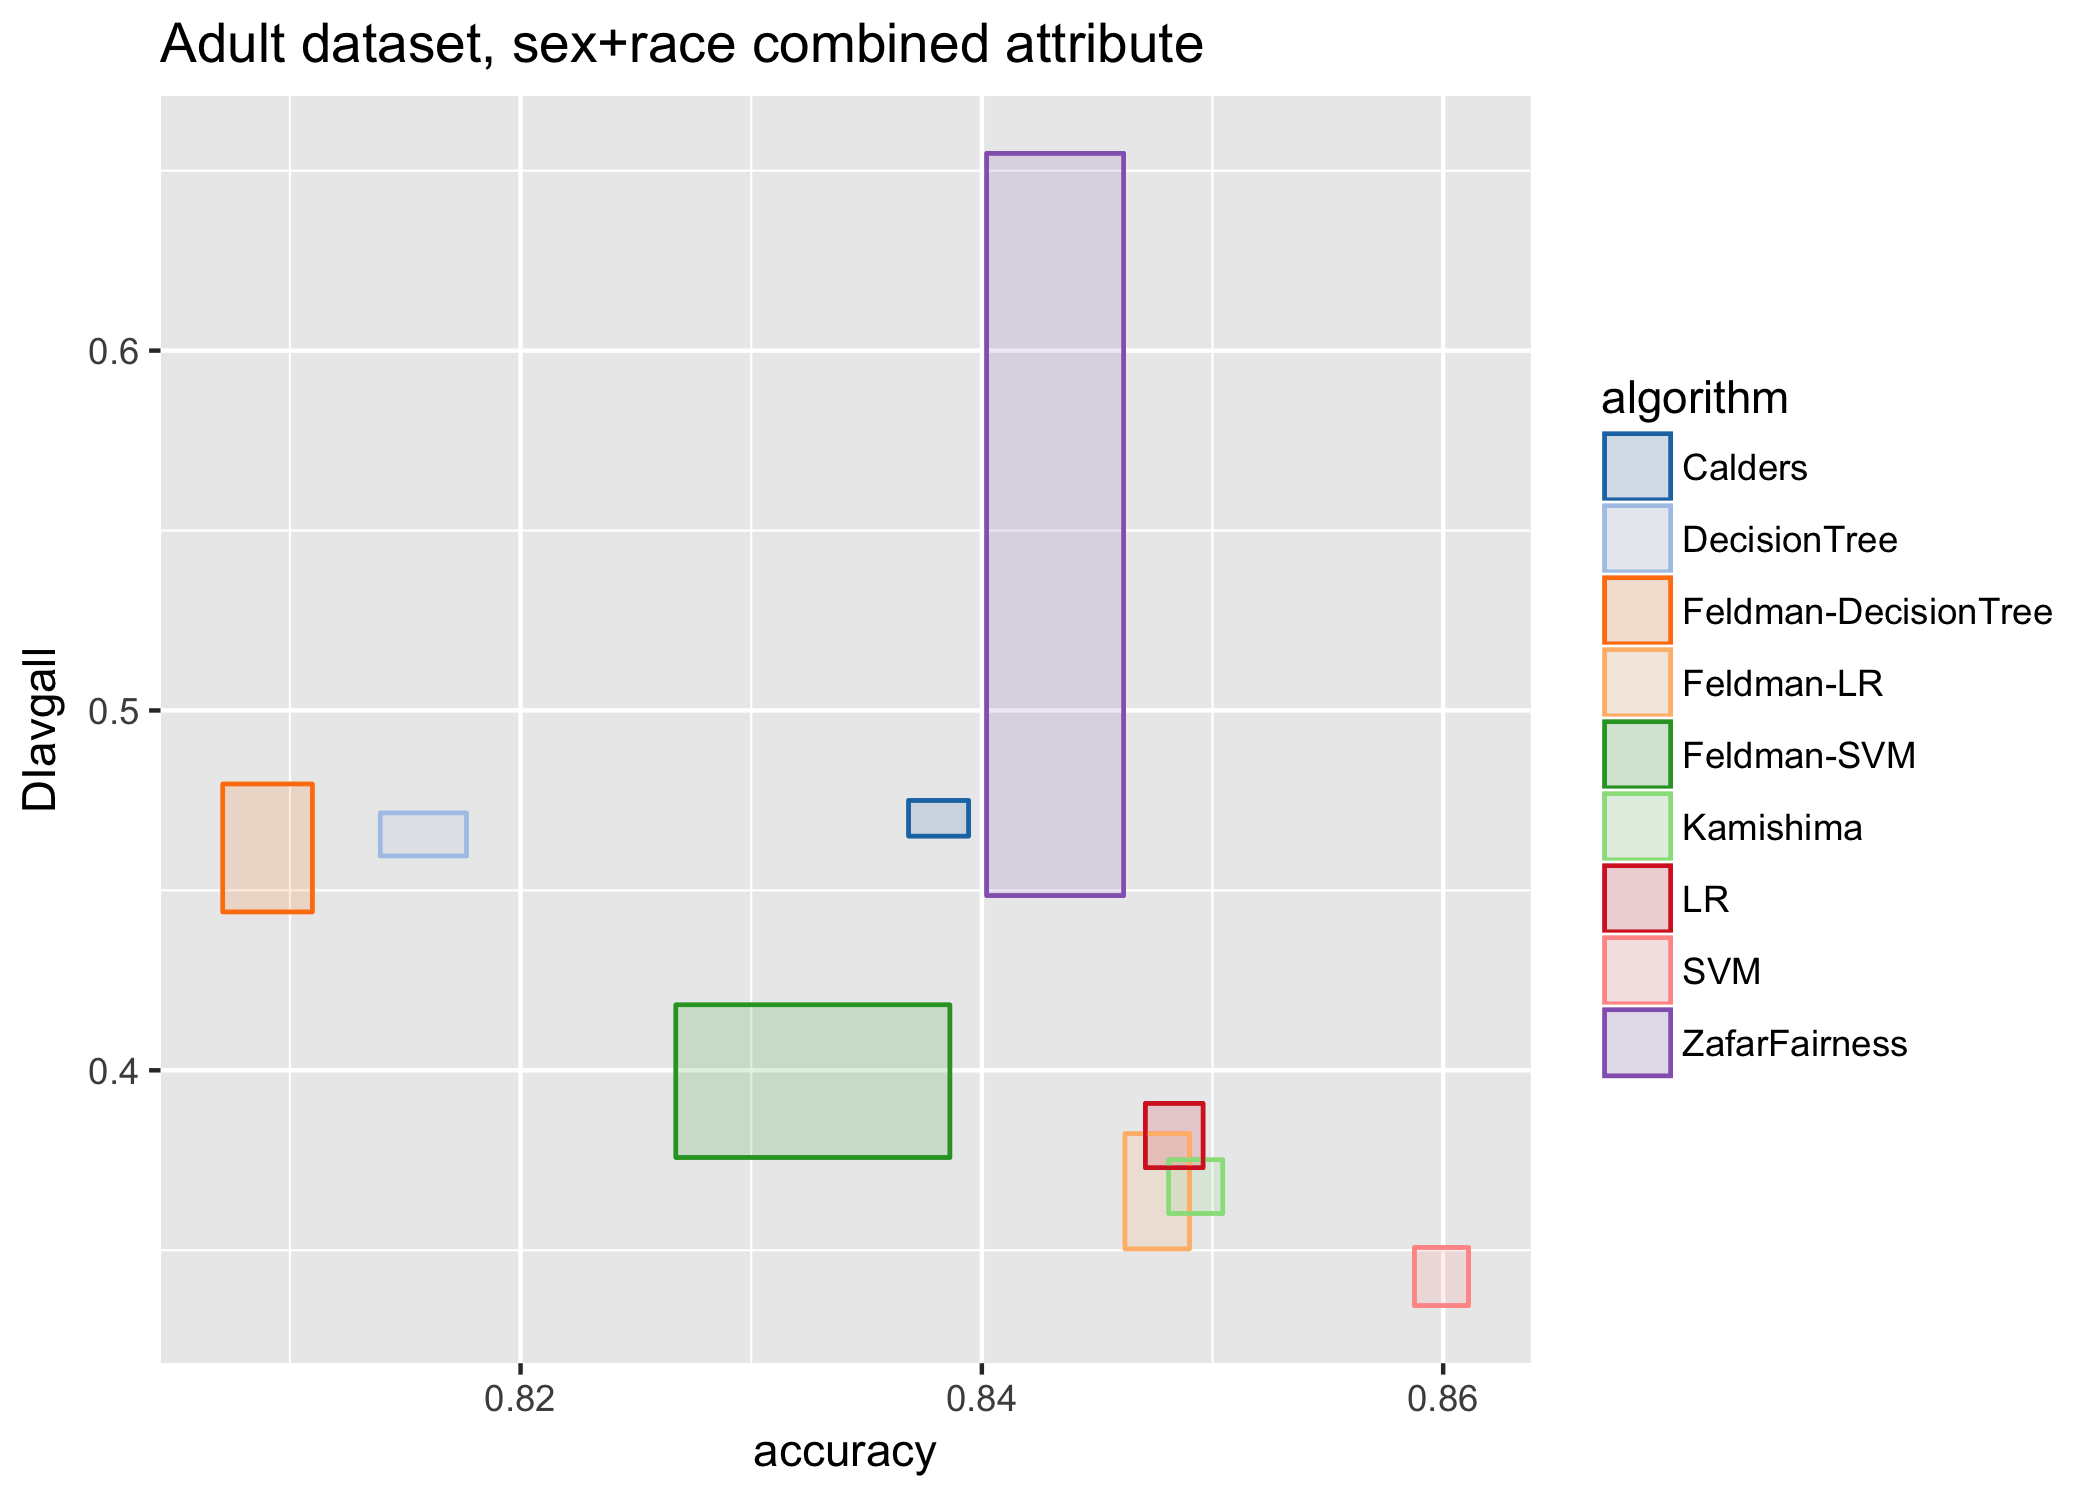 Adult dataset, sex+race combined attribute
DIavgall
0.6
0.5
0.4
0.82
0.84
0.86
accuracy
algorithm
Calders
DecisionTree
Feldman-DecisionTree
Feldman-LR
Feldman-SVM
Kamishima
LR
SVM
ZafarFairness